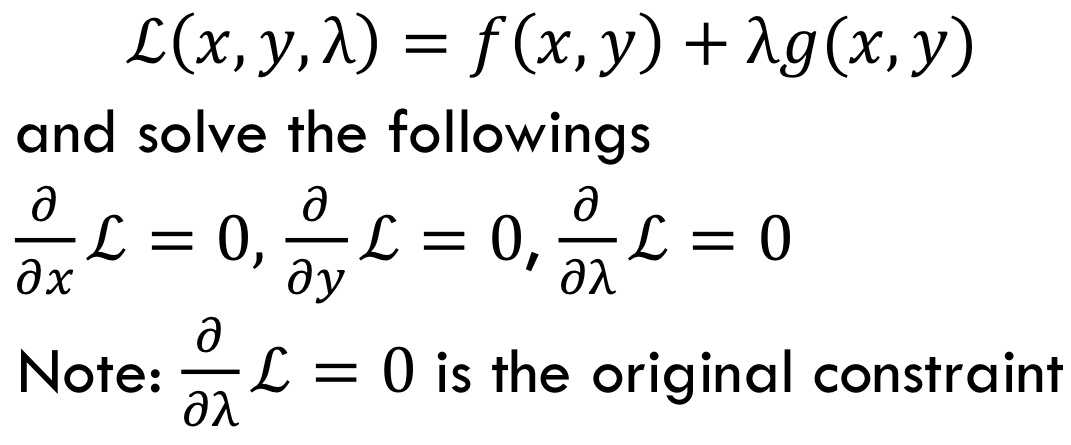 ℒ(x, y, λ) = f(x, y) + λg(x, y)
and solve the followings
∂/∂x ℒ = 0, ∂/∂y ℒ = 0, ∂/∂λ ℒ = 0
Note: ∂/∂λ ℒ = 0 is the original constraint